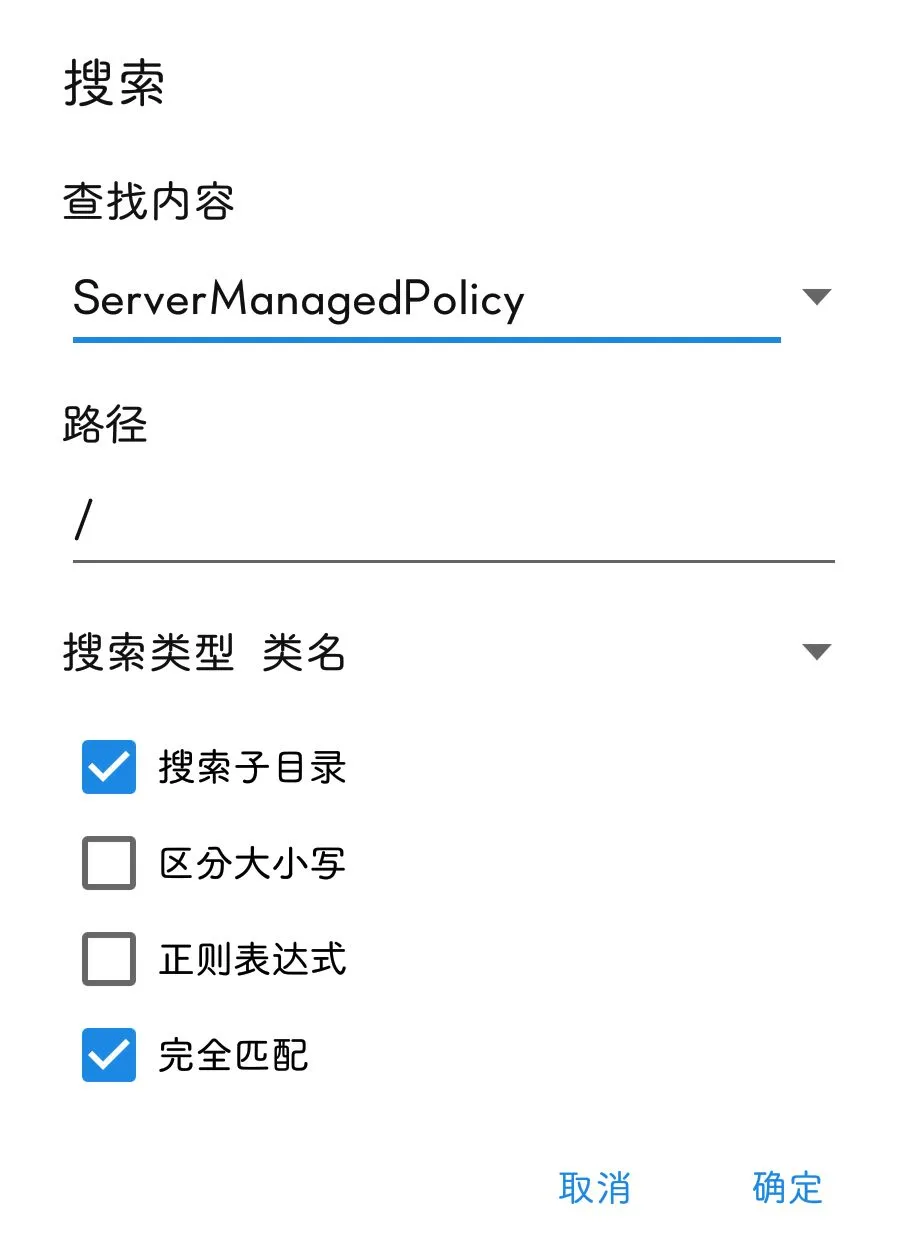 搜索
查找内容
ServerManagedPolicy
路径
/
搜索类型 类名
搜索子目录
区分大小写
正则表达式
完全匹配
取消 确定